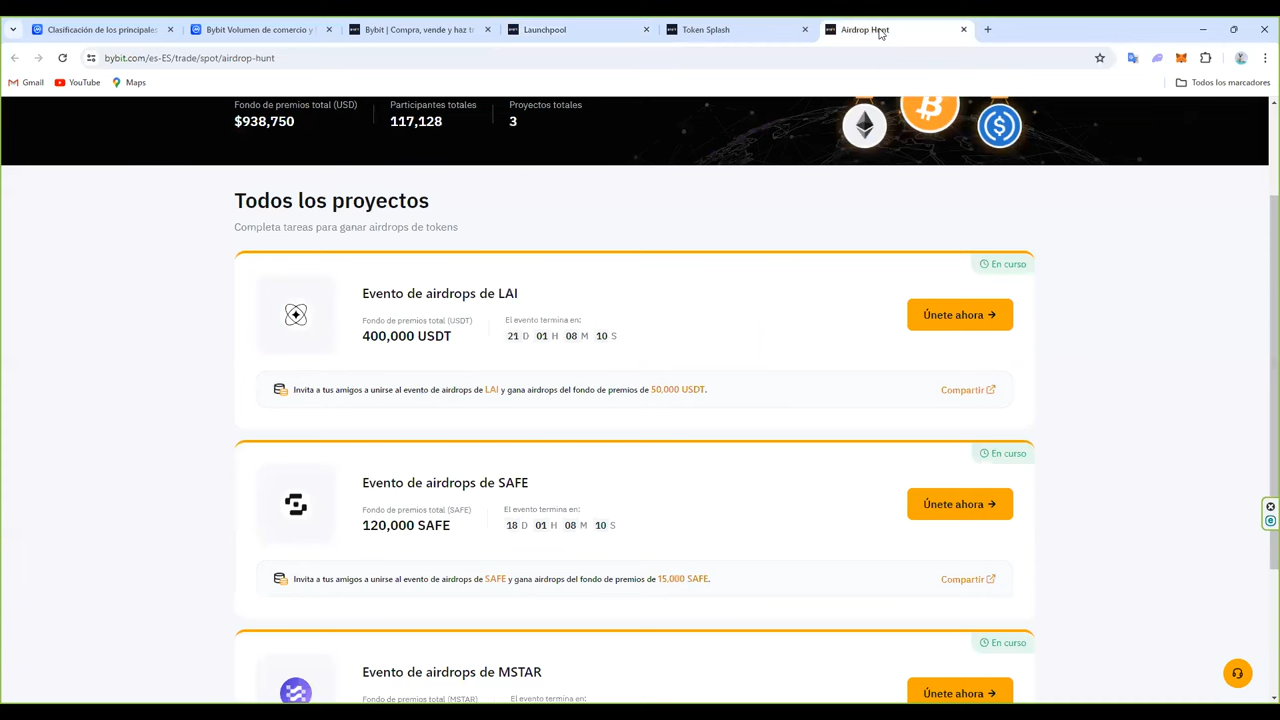 Clasificación de los principales
Bybit Volumen de comercio y
Bybit | Compra, vende y haz tr
Launchpool
Token Splash
Airdrop Hunt
bybit.com/es-ES/trade/spot/airdrop-hunt
Gmail
YouTube
Maps
Todos los marcadores
Fondo de premios total (USD)
Participantes totales
Proyectos totales
$938,750
117,128
3
Todos los proyectos
Completa tareas para ganar airdrops de tokens
En curso
Evento de airdrops de LAI
Fondo de premios total (USDT)
El evento termina en:
400,000 USDT
21 D 01 H 08 M 10 S
Únete ahora
Invita a tus amigos a unirse al evento de airdrops de LAI y gana airdrops del fondo de premios de 50,000 USDT.
Compartir
En curso
Evento de airdrops de SAFE
Fondo de premios total (SAFE)
El evento termina en:
120,000 SAFE
18 D 01 H 08 M 10 S
Únete ahora
Invita a tus amigos a unirse al evento de airdrops de SAFE y gana airdrops del fondo de premios de 15,000 SAFE.
Compartir
En curso
Evento de airdrops de MSTAR
Fondo de premios total (MSTAR)
El evento termina en:
Únete ahora